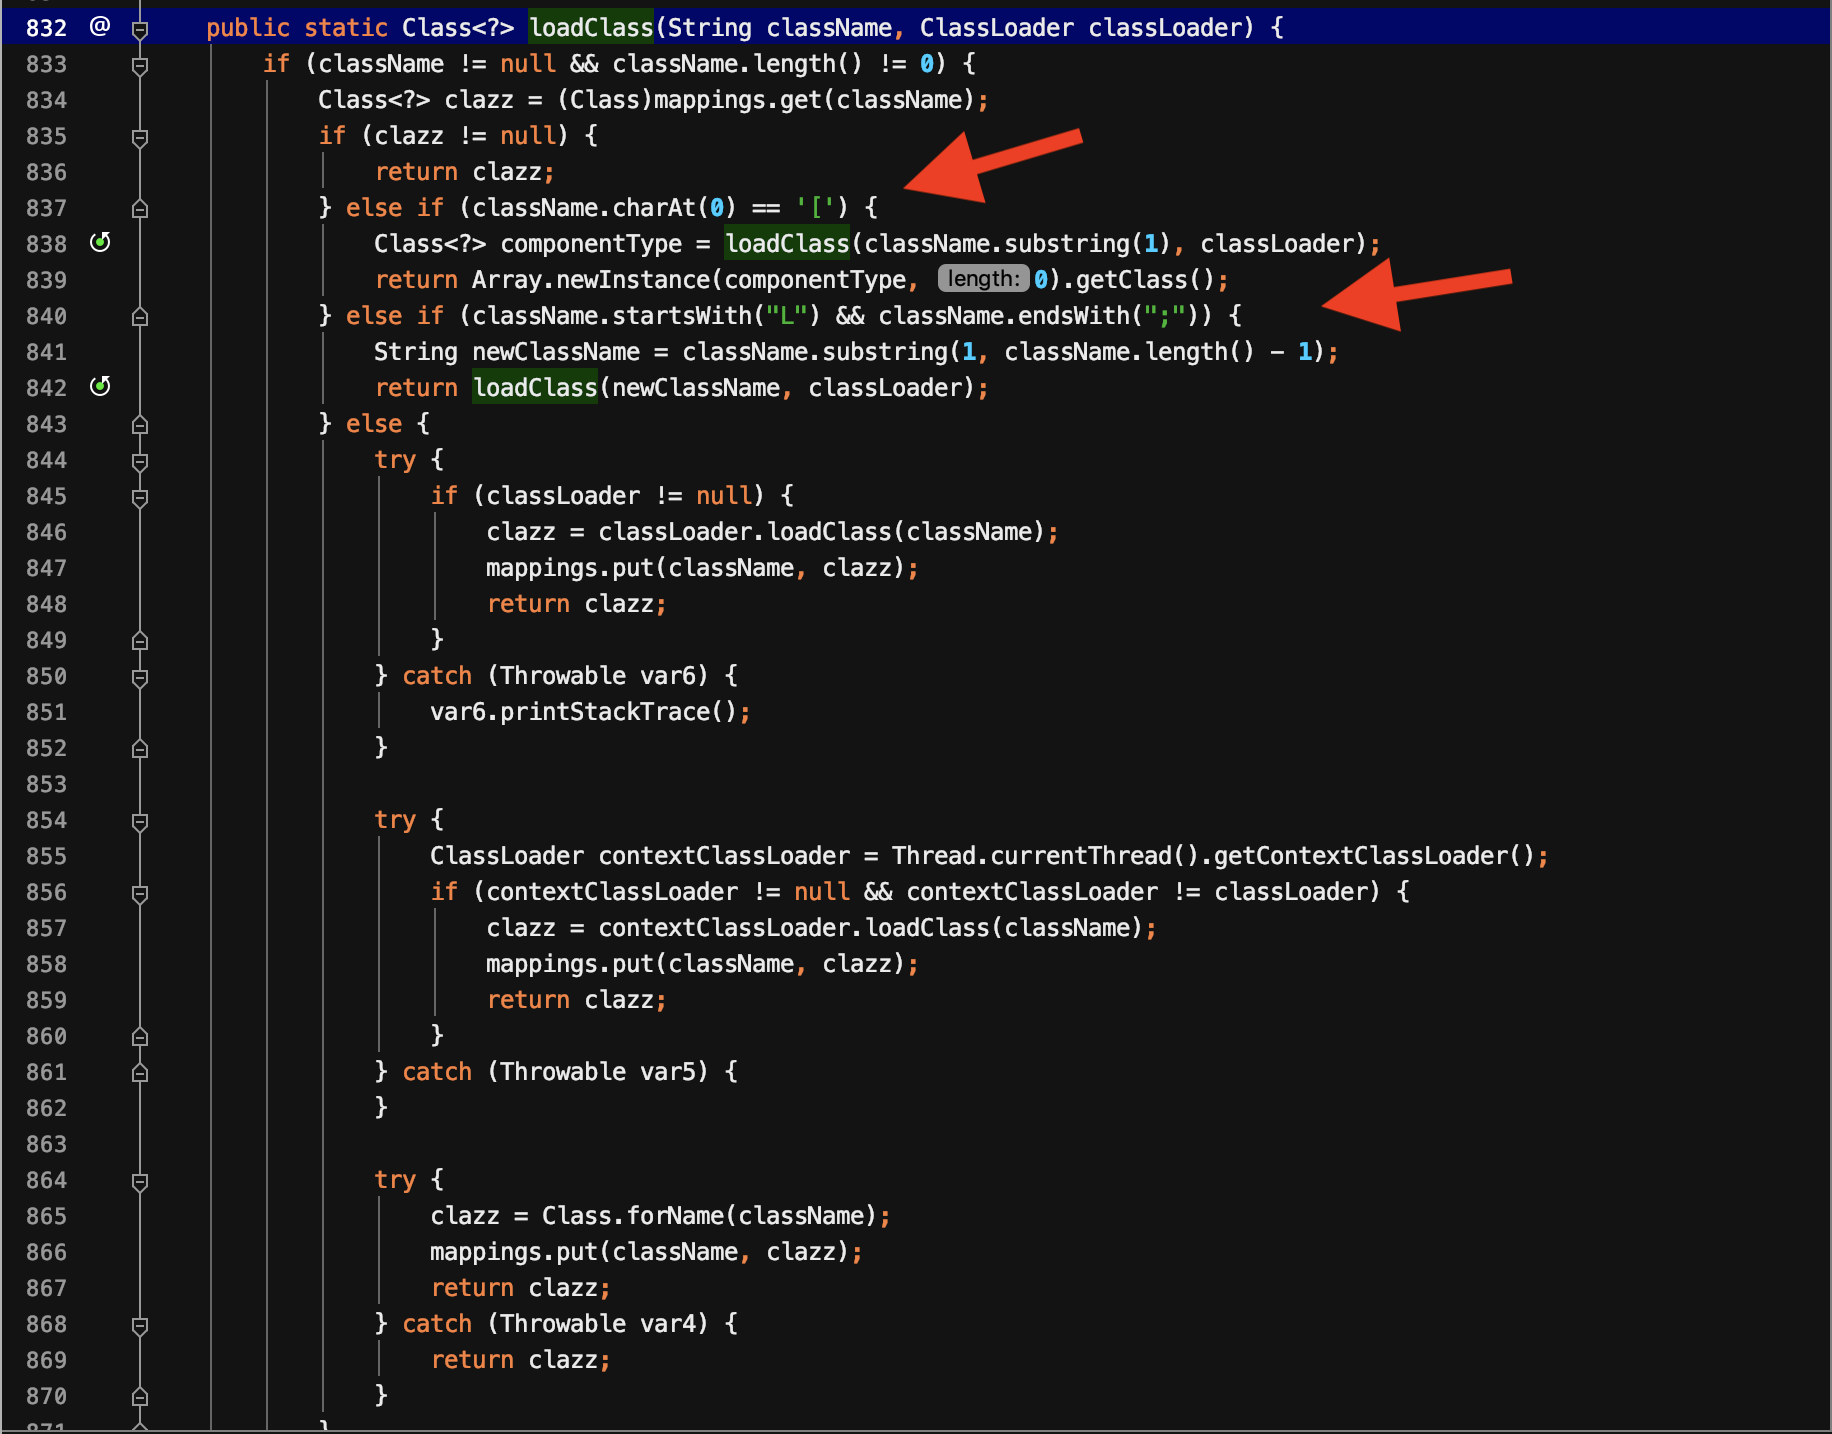 832 @ public static Class<?> loadClass(String className, ClassLoader classLoader) {
833 if (className != null && className.length() != 0) {
834 Class<?> clazz = (Class)mappings.get(className);
835 if (clazz != null) {
836 return clazz;
837 } else if (className.charAt(0) == '[') {
838 Class<?> componentType = loadClass(className.substring(1), classLoader);
839 return Array.newInstance(componentType, length: 0).getClass();
840 } else if (className.startsWith("L") && className.endsWith(";")) {
841 String newClassName = className.substring(1, className.length() - 1);
842 return loadClass(newClassName, classLoader);
843 } else {
844 try {
845 if (classLoader != null) {
846 clazz = classLoader.loadClass(className);
847 mappings.put(className, clazz);
848 return clazz;
849 }
850 } catch (Throwable var6) {
851 var6.printStackTrace();
852 }
853
854 try {
855 ClassLoader contextClassLoader = Thread.currentThread().getContextClassLoader();
856 if (contextClassLoader != null && contextClassLoader != classLoader) {
857 clazz = contextClassLoader.loadClass(className);
858 mappings.put(className, clazz);
859 return clazz;
860 }
861 } catch (Throwable var5) {
862 }
863
864 try {
865 clazz = Class.forName(className);
866 mappings.put(className, clazz);
867 return clazz;
868 } catch (Throwable var4) {
869 return clazz;
870 }
871 }